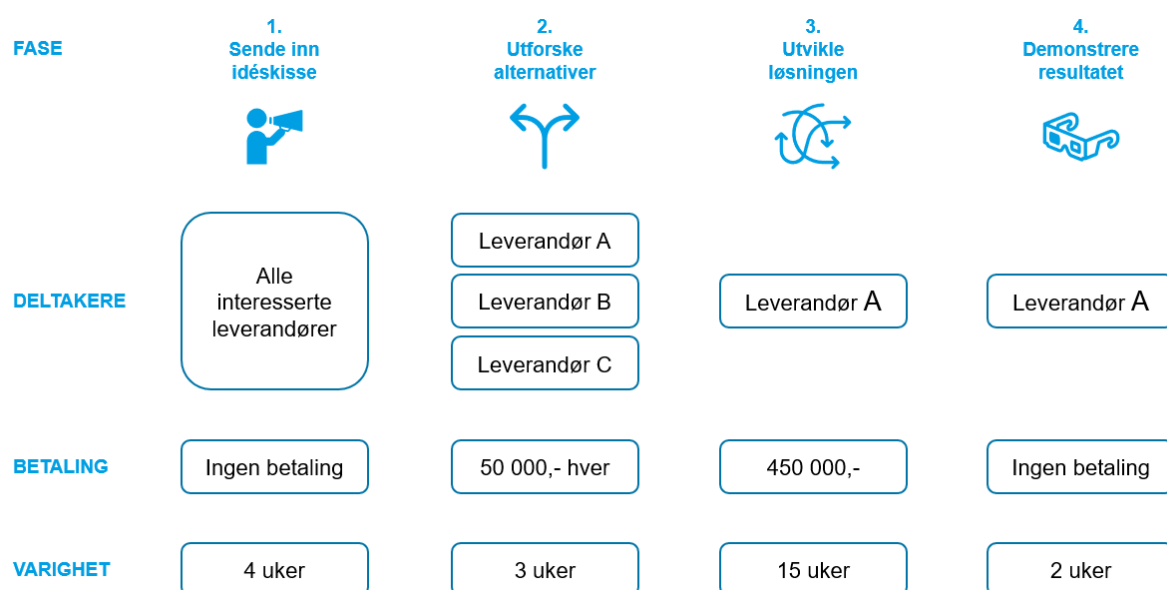 FASE
1.
Sende inn
idéskisse
2.
Utforske
alternativer
3.
Utvikle
løsningen
4.
Demonstrere
resultatet
DELTAKERE
Alle
interesserte
leverandører
Leverandør A
Leverandør B
Leverandør C
Leverandør A
Leverandør A
BETALING
Ingen betaling
50 000,- hver
450 000,-
Ingen betaling
VARIGHET
4 uker
3 uker
15 uker
2 uker